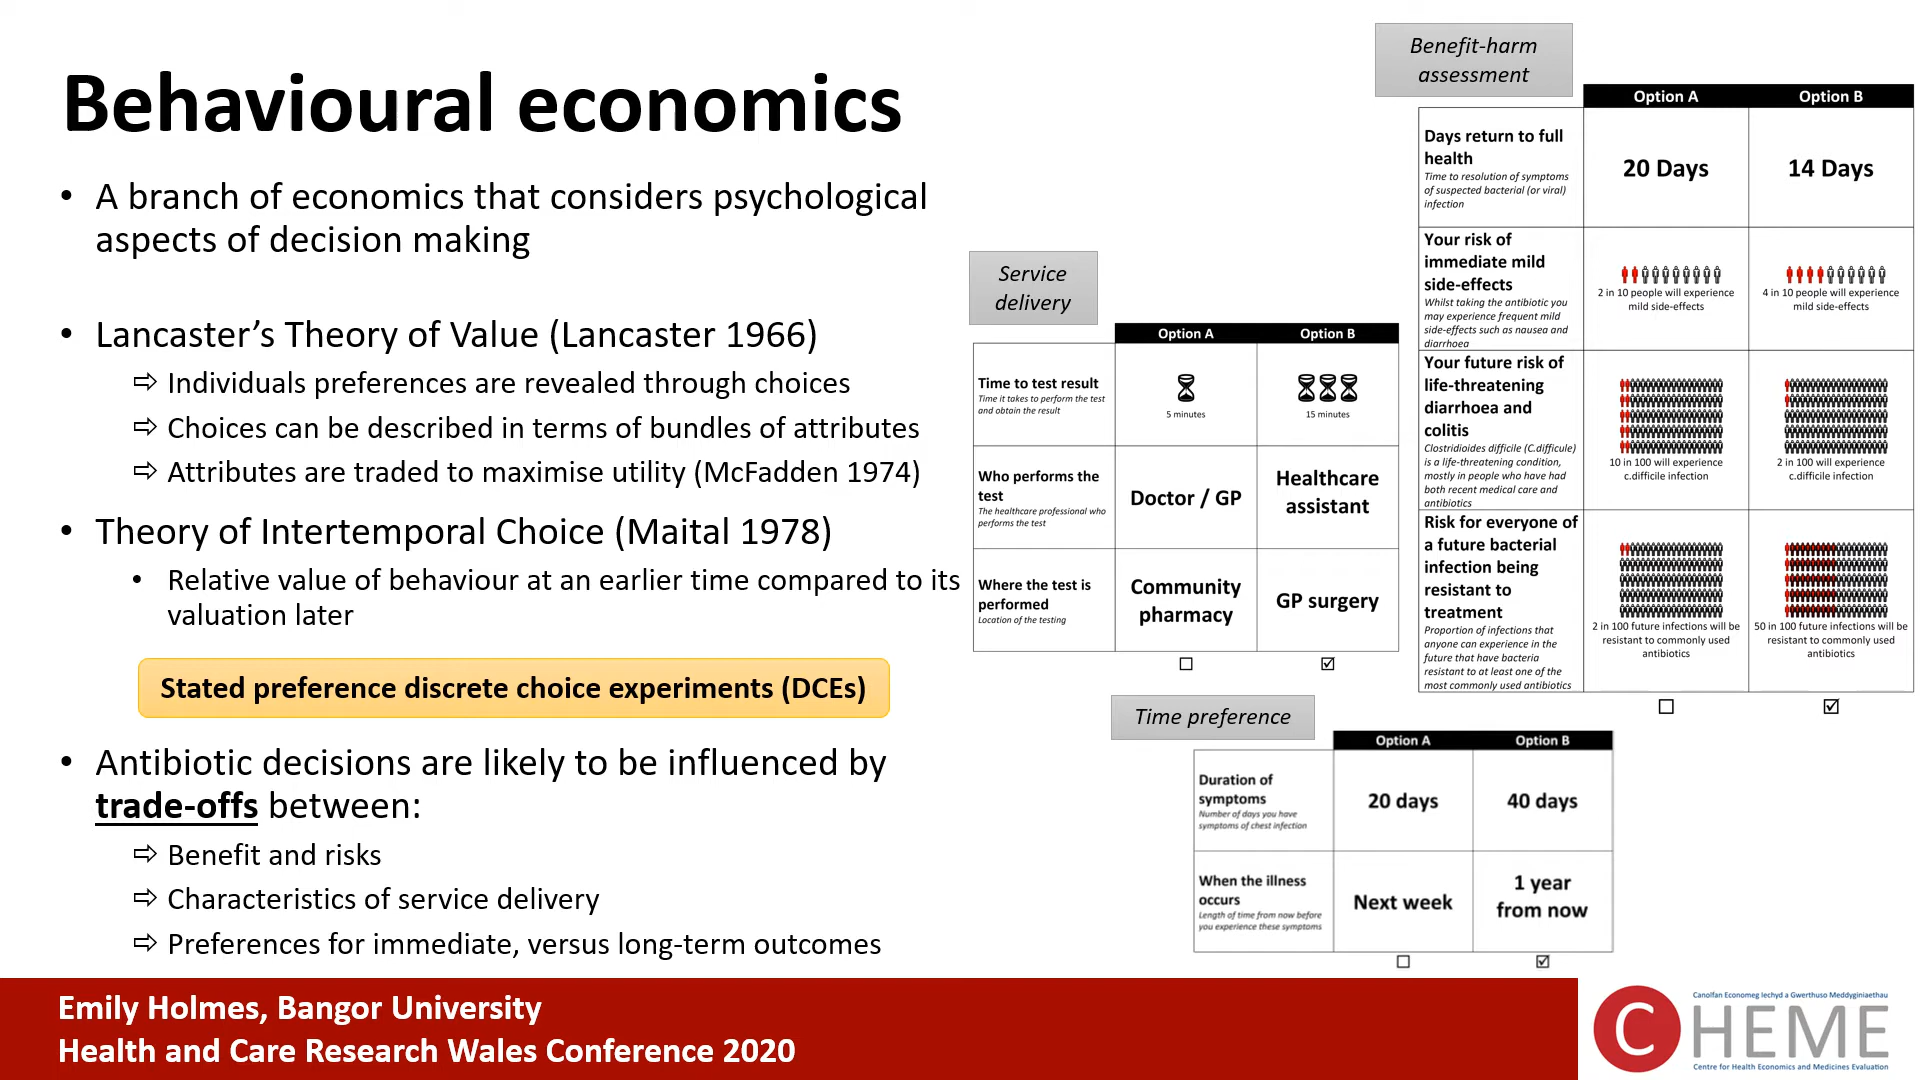 Behavioural economics
• A branch of economics that considers psychological
aspects of decision making
• Lancaster’s Theory of Value (Lancaster 1966)
⇨ Individuals preferences are revealed through choices
⇨ Choices can be described in terms of bundles of attributes
⇨ Attributes are traded to maximise utility (McFadden 1974)
• Theory of Intertemporal Choice (Maital 1978)
• Relative value of behaviour at an earlier time compared to its
valuation later
Stated preference discrete choice experiments (DCEs)
• Antibiotic decisions are likely to be influenced by
trade-offs between:
⇨ Benefit and risks
⇨ Characteristics of service delivery
⇨ Preferences for immediate, versus long-term outcomes
Service
delivery
Option A Option B
Time to test result
Time it takes to perform the test
and obtain the result
5 minutes
15 minutes
Who performs the
test
The healthcare professional who
performs the test
Doctor / GP
Healthcare
assistant
Where the test is
performed
Location of the testing
Community
pharmacy
GP surgery
☐ ☑
Benefit-harm
assessment
Option A Option B
Days return to full
health
Time to resolution of symptoms
of suspected bacterial (or viral)
infection
20 Days
14 Days
Your risk of
immediate mild
side-effects
Whilst taking the antibiotic you
may experience frequent mild
side-effects such as nausea and
diarrhoea
2 in 10 people will experience
mild side-effects
4 in 10 people will experience
mild side-effects
Your future risk of
life-threatening
diarrhoea and
colitis
Clostridioides difficile (C.difficule)
is a life-threatening condition,
mostly in people who have had
both recent medical care and
antibiotics
10 in 100 will experience
c.difficile infection
2 in 100 will experience
c.difficile infection
Risk for everyone of
a future bacterial
infection being
resistant to
treatment
Proportion of infections that
anyone can experience in the
future that have bacteria
resistant to at least one of the
most commonly used antibiotics
2 in 100 future infections will be
resistant to commonly used
antibiotics
50 in 100 future infections will be
resistant to commonly used
antibiotics
☐ ☑
Time preference
Option A Option B
Duration of
symptoms
Number of days you have
symptoms of chest infection
20 days
40 days
When the illness
occurs
Length of time from now before
you experience these symptoms
Next week
1 year
from now
☐ ☑
Emily Holmes, Bangor University
Health and Care Research Wales Conference 2020
Canolfan Economeg Iechyd a Gwerthuso Meddyginiaethau
CHEME
Centre for Health Economics and Medicines Evaluation